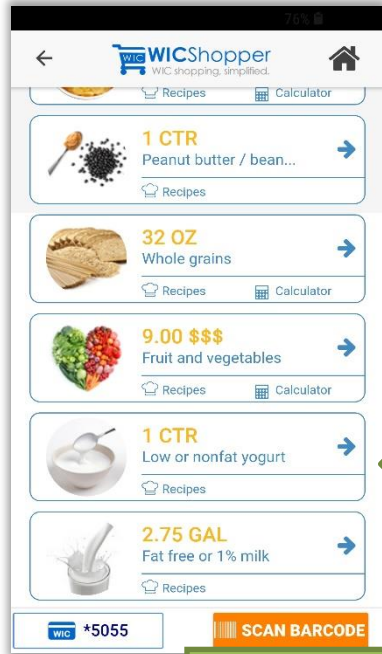 76%
WIC WICShopper
WIC shopping, simplified.
Recipes Calculator
1 CTR
Peanut butter / bean...
Recipes
32 OZ
Whole grains
Recipes Calculator
9.00 $$$
Fruit and vegetables
Recipes Calculator
1 CTR
Low or nonfat yogurt
Recipes
2.75 GAL
Fat free or 1% milk
Recipes
WIC *5055 SCAN BARCODE